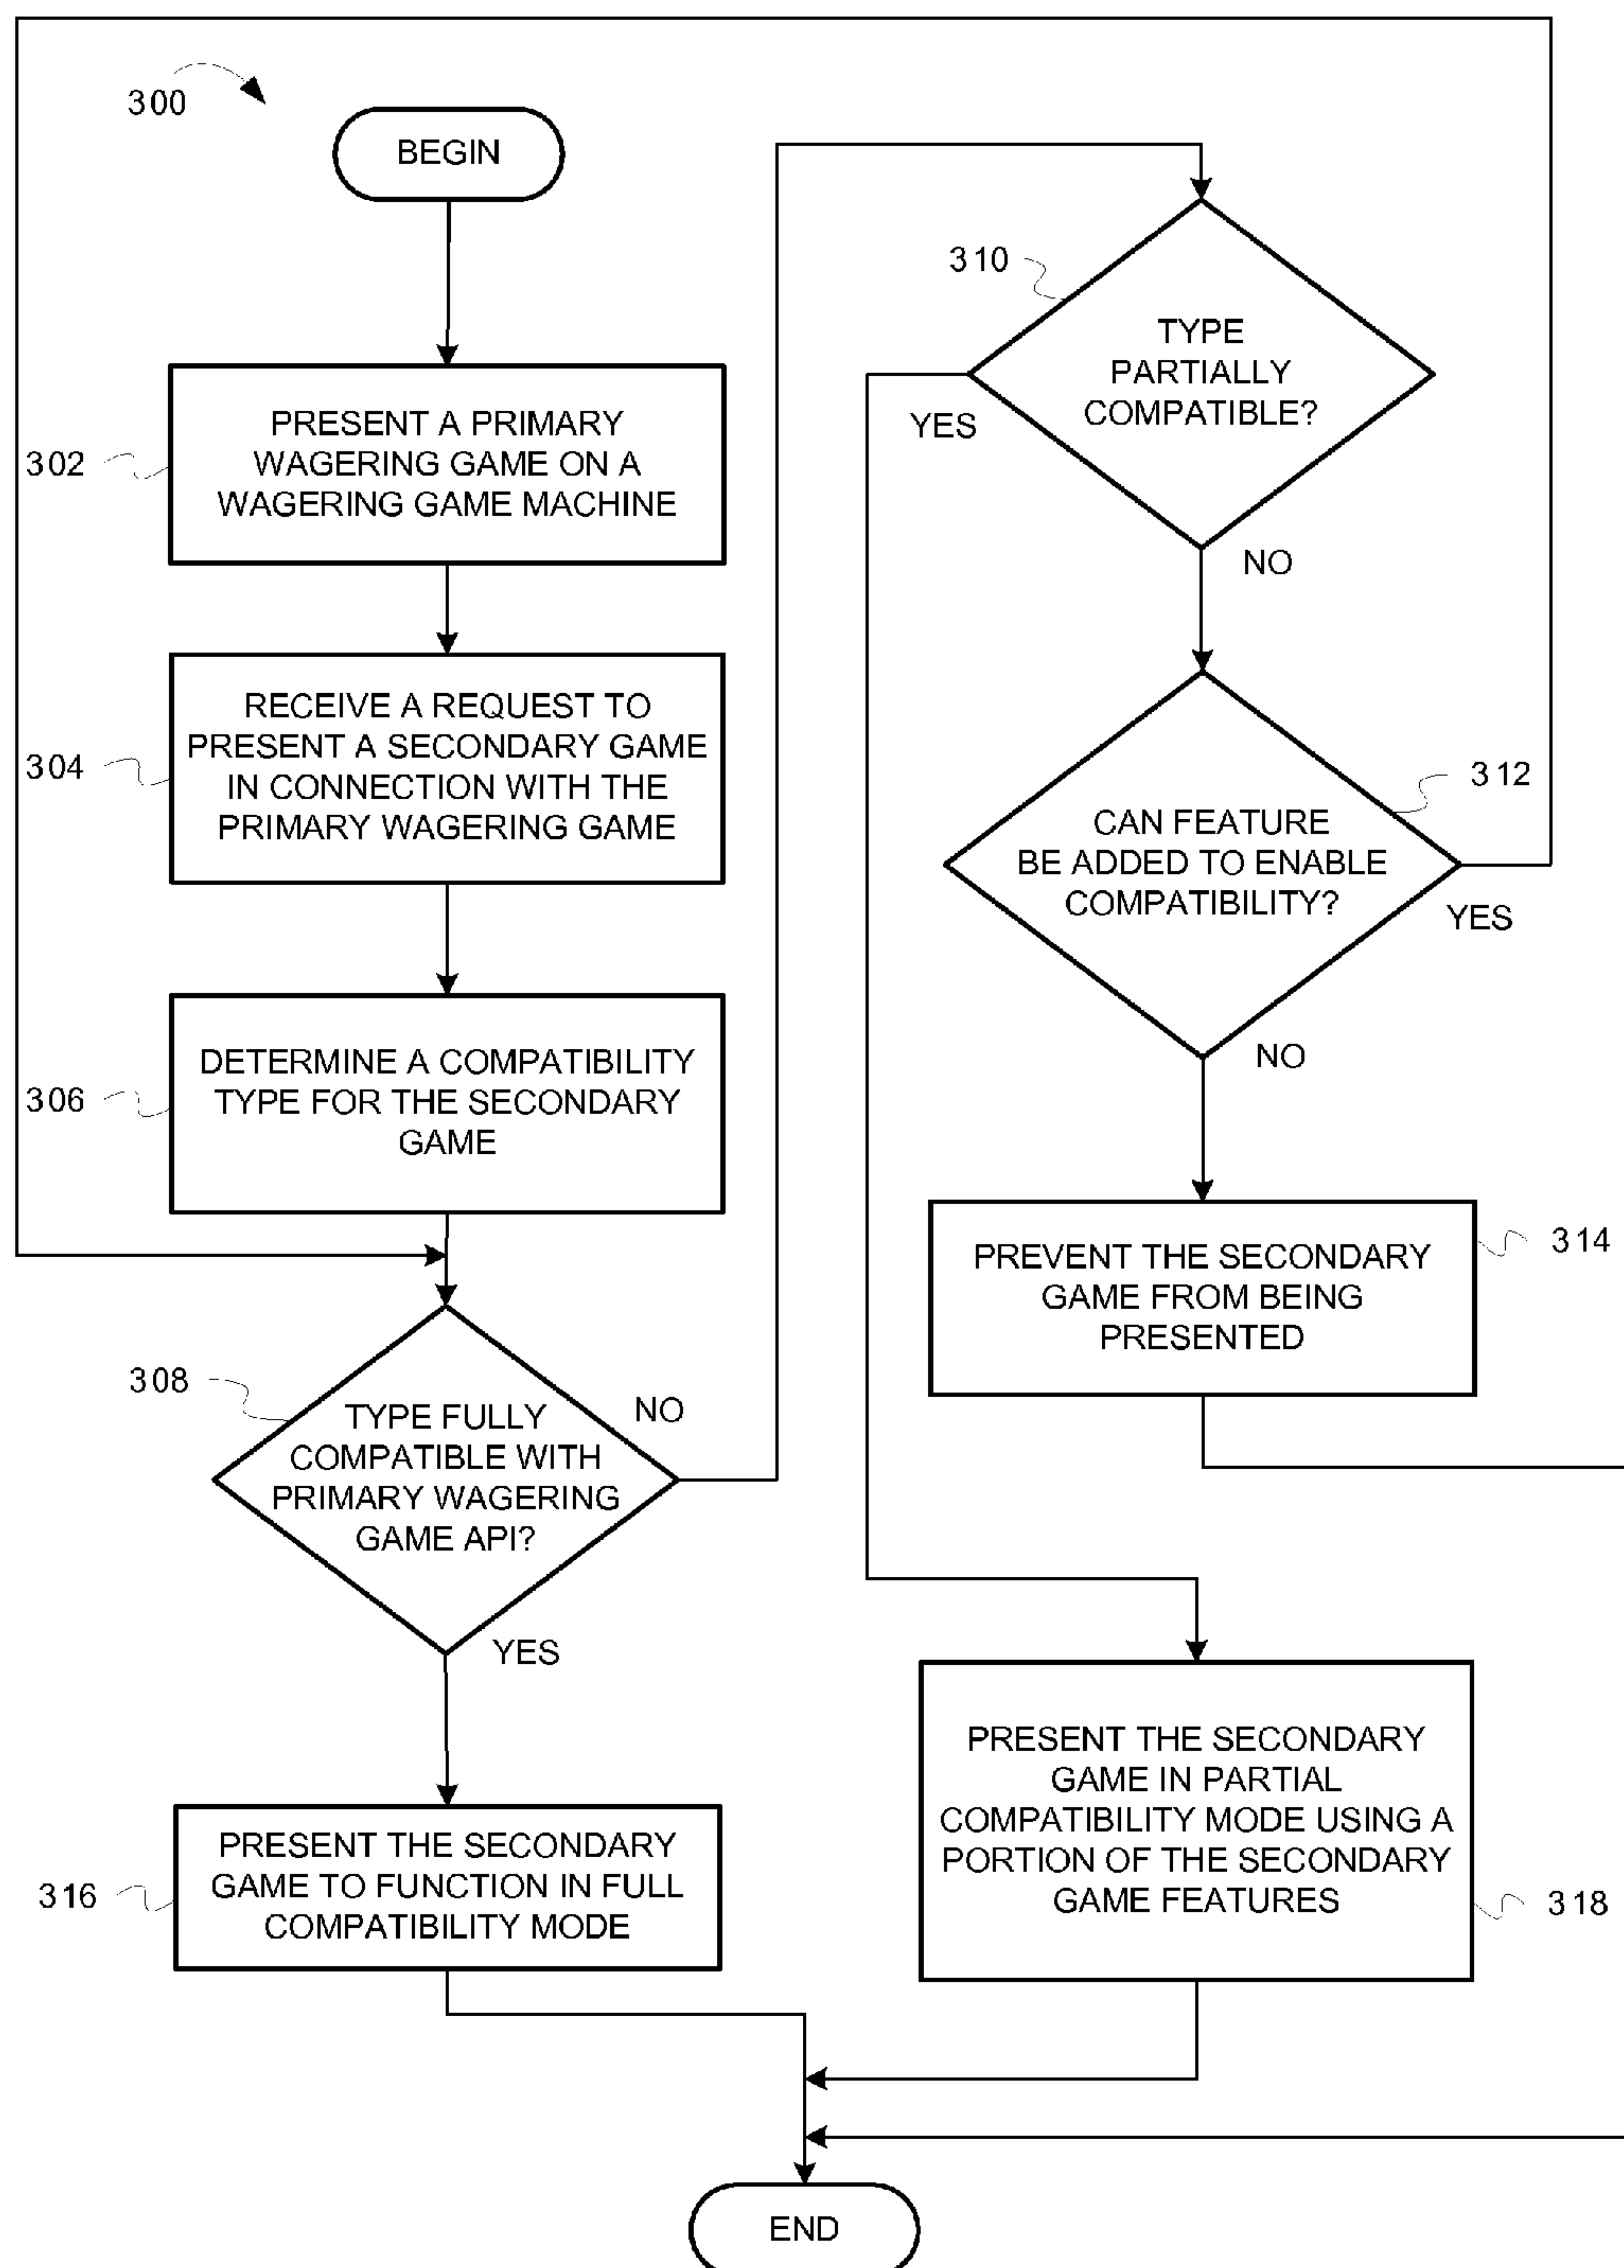 300
BEGIN
302
PRESENT A PRIMARY
WAGERING GAME ON A
WAGERING GAME MACHINE
304
RECEIVE A REQUEST TO
PRESENT A SECONDARY GAME
IN CONNECTION WITH THE
PRIMARY WAGERING GAME
306
DETERMINE A COMPATIBILITY
TYPE FOR THE SECONDARY
GAME
308
TYPE FULLY
COMPATIBLE WITH
PRIMARY WAGERING
GAME API?
NO
YES
316
PRESENT THE SECONDARY
GAME TO FUNCTION IN FULL
COMPATIBILITY MODE
310
TYPE
PARTIALLY
COMPATIBLE?
YES
NO
312
CAN FEATURE
BE ADDED TO ENABLE
COMPATIBILITY?
YES
NO
314
PREVENT THE SECONDARY
GAME FROM BEING
PRESENTED
PRESENT THE SECONDARY
GAME IN PARTIAL
COMPATIBILITY MODE USING A
PORTION OF THE SECONDARY
GAME FEATURES
318
END